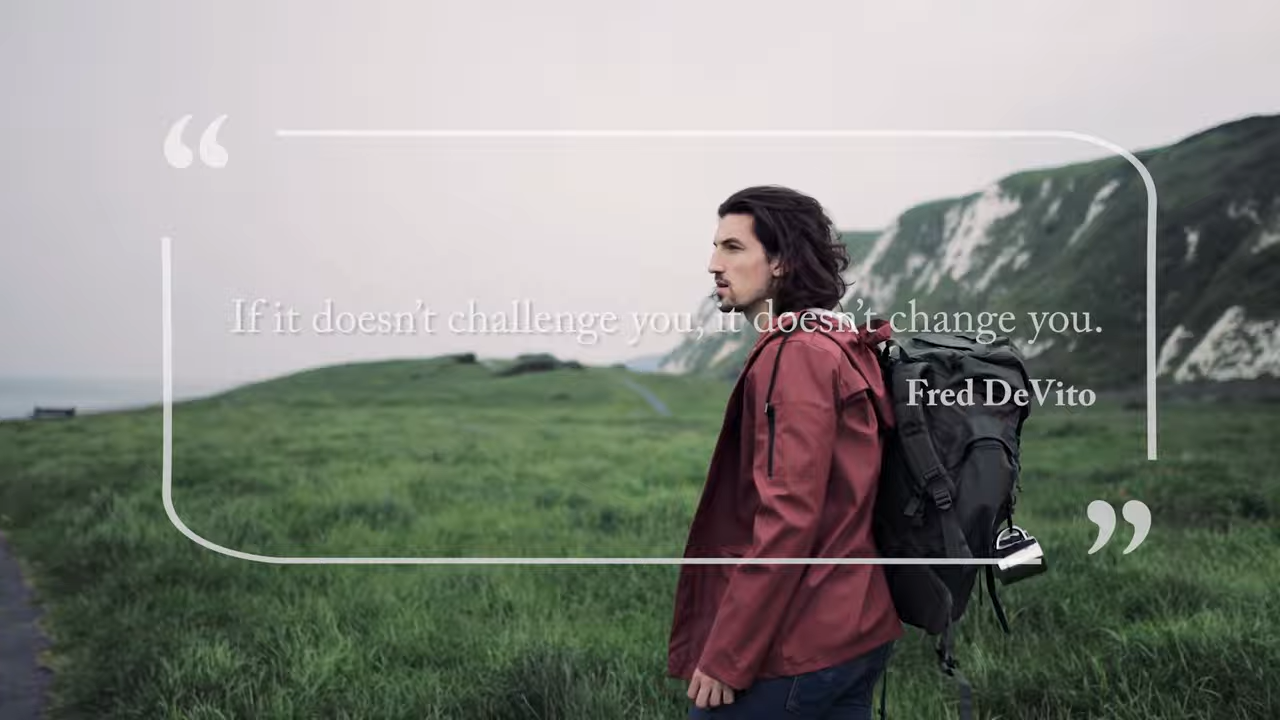 “
If it doesn’t challenge you, it doesn’t change you.
Fred DeVito
”